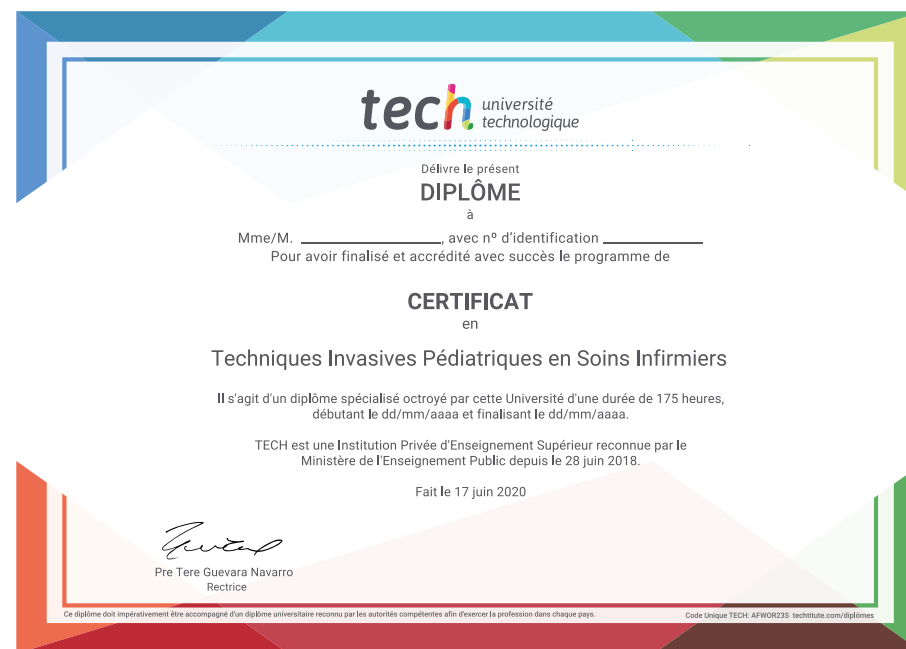 tech université
technologique
Délivre le présent
DIPLÔME
à
Mme/M. ____________________, avec nº d'identification ______________
Pour avoir finalisé et accrédité avec succès le programme de
CERTIFICAT
en
Techniques Invasives Pédiatriques en Soins Infirmiers
Il s'agit d'un diplôme spécialisé octroyé par cette Université d'une durée de 175 heures,
débutant le dd/mm/aaaa et finalisant le dd/mm/aaaa.
TECH est une Institution Privée d'Enseignement Supérieur reconnue par le
Ministère de l'Enseignement Public depuis le 28 juin 2018.
Fait le 17 juin 2020
Pre Tere Guevara Navarro
Rectrice
Ce diplôme doit impérativement être accompagné d'un diplôme universitaire reconnu par les autorités compétentes afin d'exercer la profession dans chaque pays.
Code Unique TECH: AFWOR23S techtitute.com/diplômes